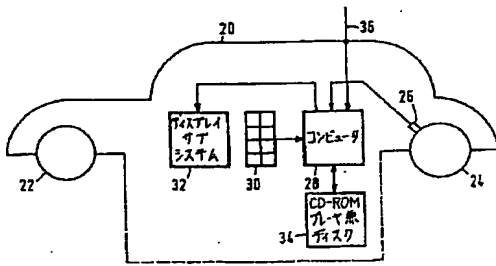 20
36
26
ディスプレイ
サブ
システム
コンピュータ
22
32
30
28
24
34
CD-ROM
プレーヤ兼
ディスク